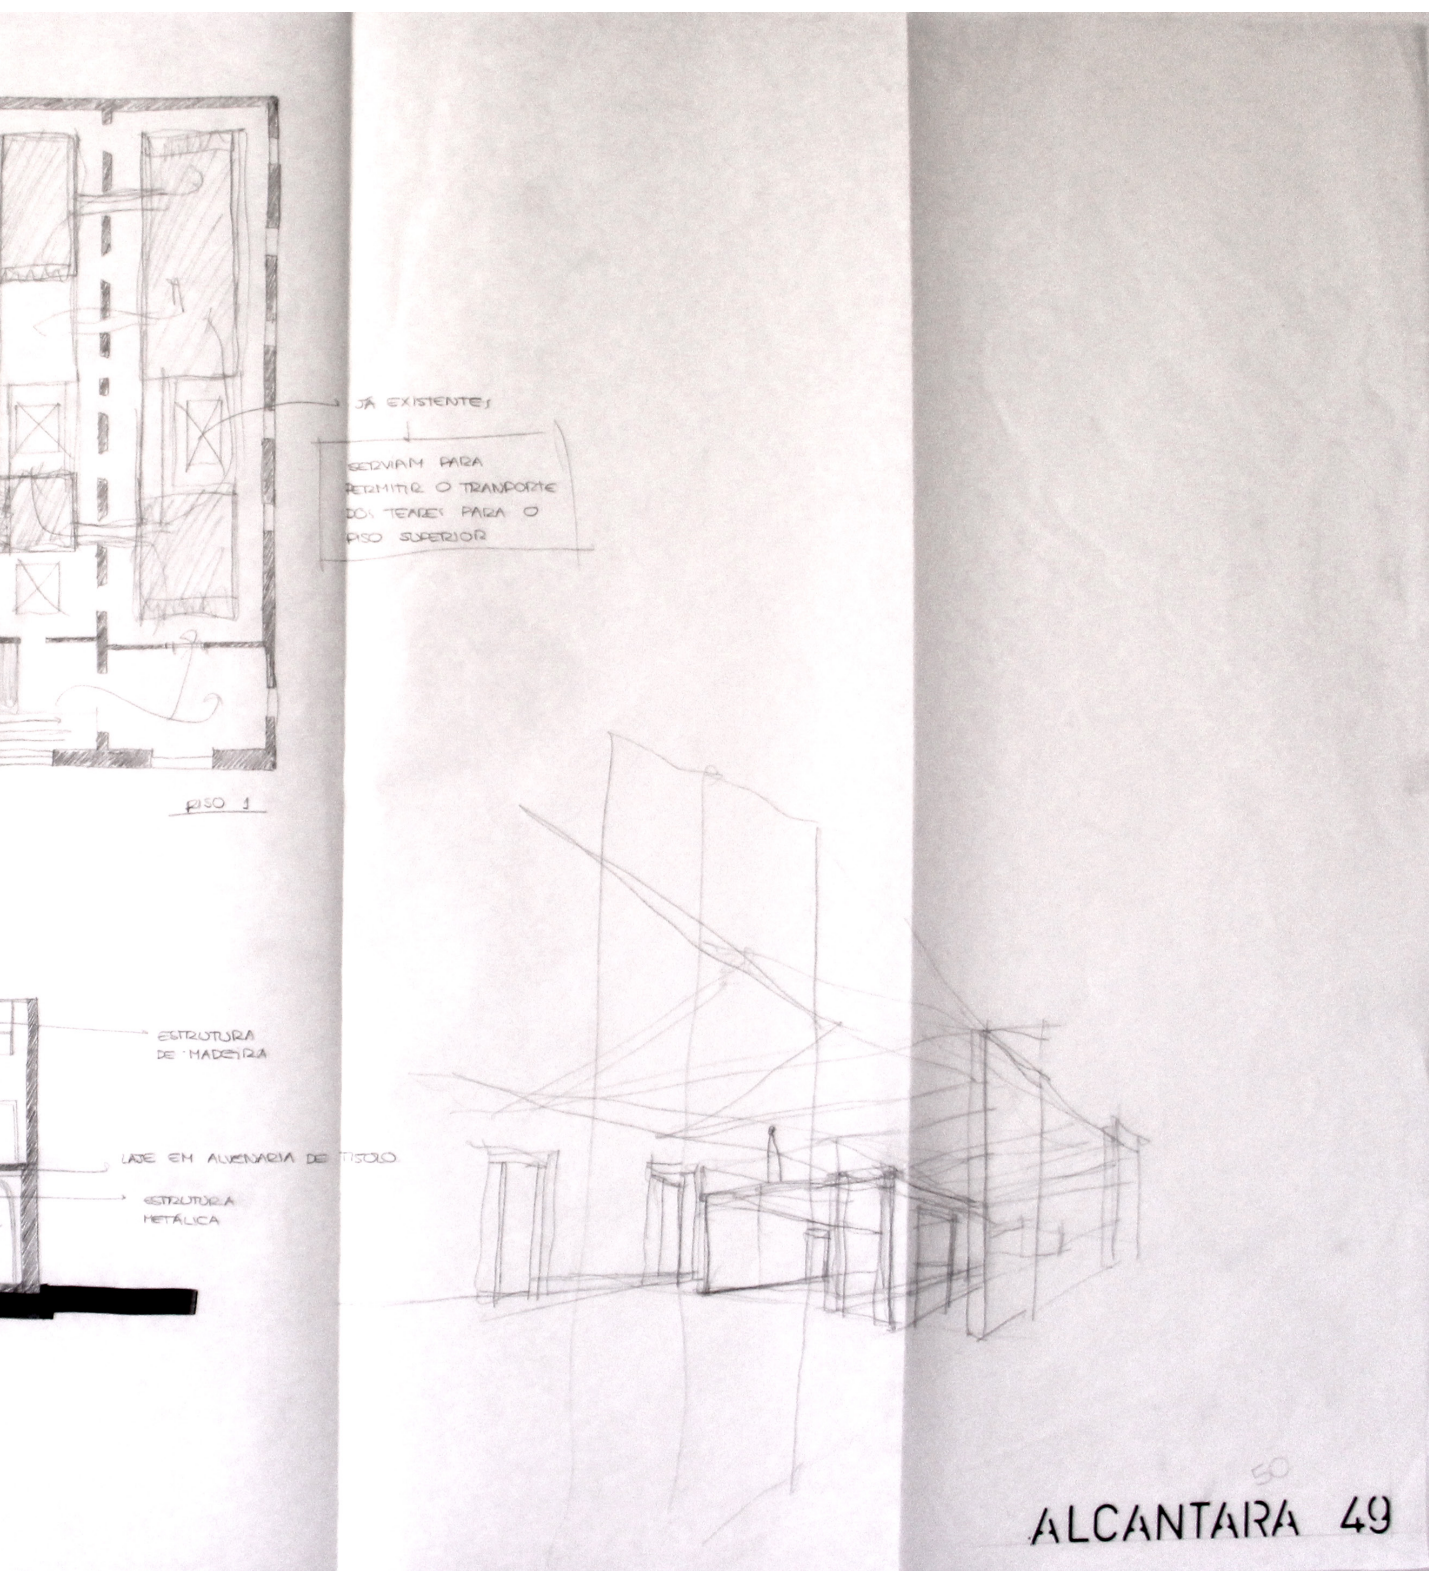 JÁ EXISTENTES
SERVIAM PARA
PERMITIR O TRANPORTE
DOS TEARES PARA O
PISO SUPERIOR
PISO 1
ESTRUTURA
DE MADEIRA
LAJE EM ALVENARIA DE TIJOLO
ESTRUTURA
METÁLICA
50
ALCANTARA 49